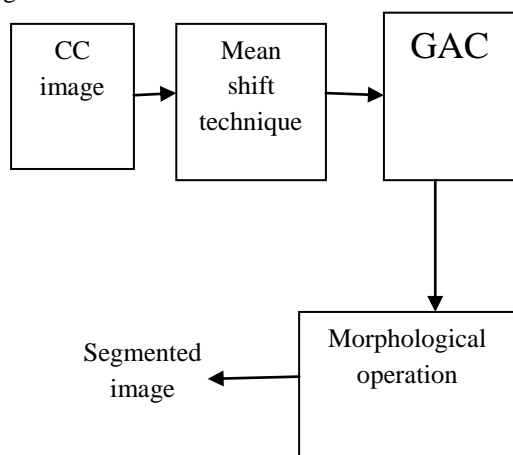 CC
image
Mean
shift
technique
GAC
Morphological
operation
Segmented
image